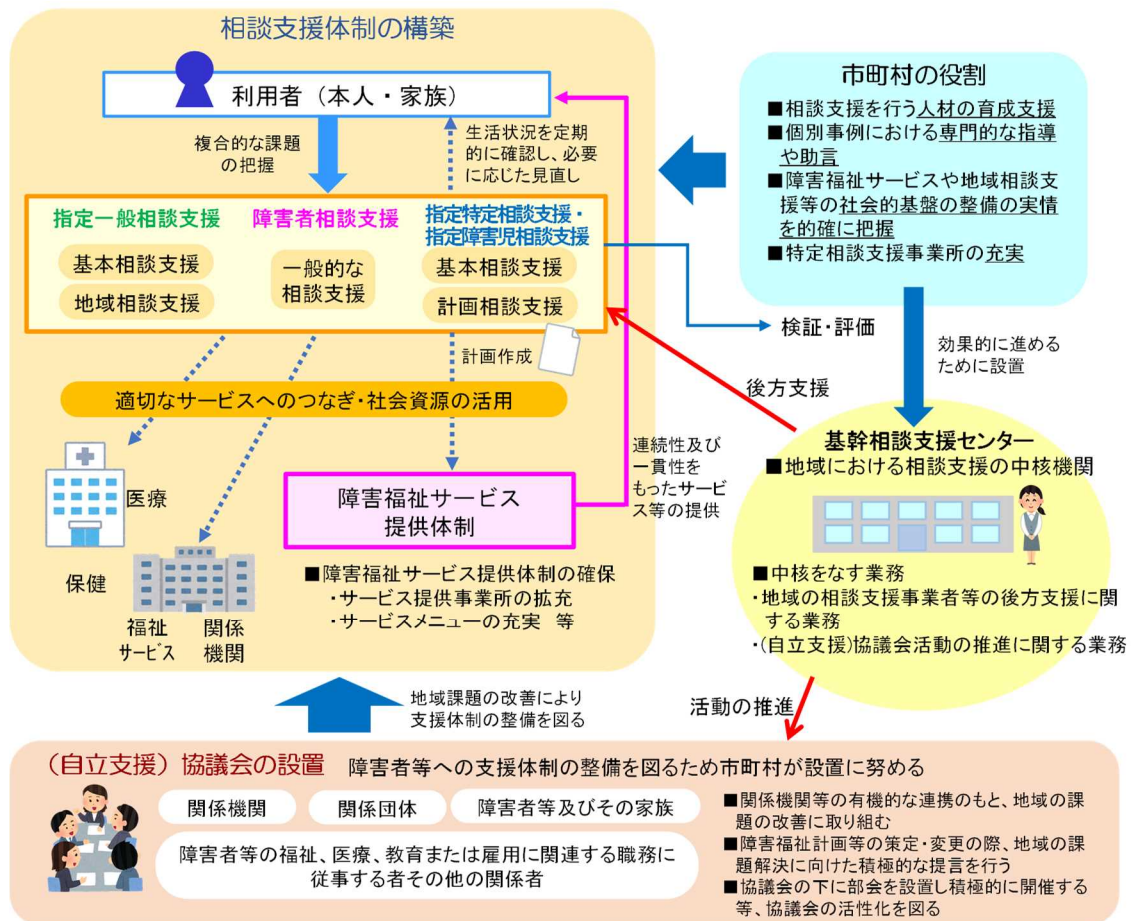 相談支援体制の構築
利用者（本人・家族）
複合的な課題
の把握
生活状況を定期
的に確認し、必要
に応じた見直し
指定一般相談支援
基本相談支援
地域相談支援
障害者相談支援
一般的な
相談支援
指定特定相談支援・
指定障害児相談支援
基本相談支援
計画相談支援
計画作成
適切なサービスへのつなぎ・社会資源の活用
医療
保健
福祉
サービス
関係
機関
障害福祉サービス
提供体制
連続性及び
一貫性を
もったサービ
ス等の提供
■障害福祉サービス提供体制の確保
・サービス提供事業所の拡充
・サービスメニューの充実 等
市町村の役割
■相談支援を行う人材の育成支援
■個別事例における専門的な指導
や助言
■障害福祉サービスや地域相談支
援等の社会的基盤の整備の実情
を的確に把握
■特定相談支援事業所の充実
検証・評価
効果的に進める
ために設置
後方支援
基幹相談支援センター
■地域における相談支援の中核機関
■中核をなす業務
・地域の相談支援事業者等の後方支援に関
する業務
・（自立支援）協議会活動の推進に関する業務
活動の推進
地域課題の改善により
支援体制の整備を図る
（自立支援）協議会の設置 障害者等への支援体制の整備を図るため市町村が設置に努める
関係機関
関係団体
障害者等及びその家族
障害者等の福祉、医療、教育または雇用に関連する職務に
従事する者その他の関係者
■関係機関等の有機的な連携のもと、地域の課
題の改善に取り組む
■障害福祉計画等の策定・変更の際、地域の課
題解決に向けた積極的な提言を行う
■協議会の下に部会を設置し積極的に開催する
等、協議会の活性化を図る